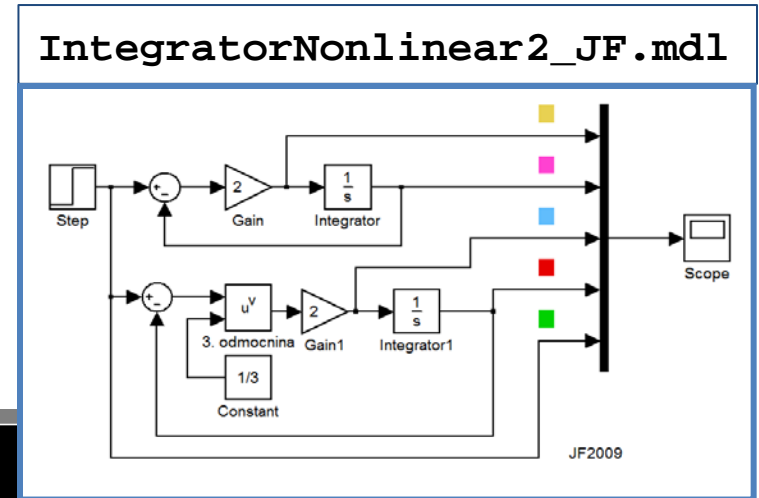 IntegratorNonlinear2_JF.mdl
+
−
2
1
s
Step
Gain
Integrator
Scope
+
−
u^v
2
1
s
3. odmocnina
Gain1
Integrator1
1/3
Constant
JF2009